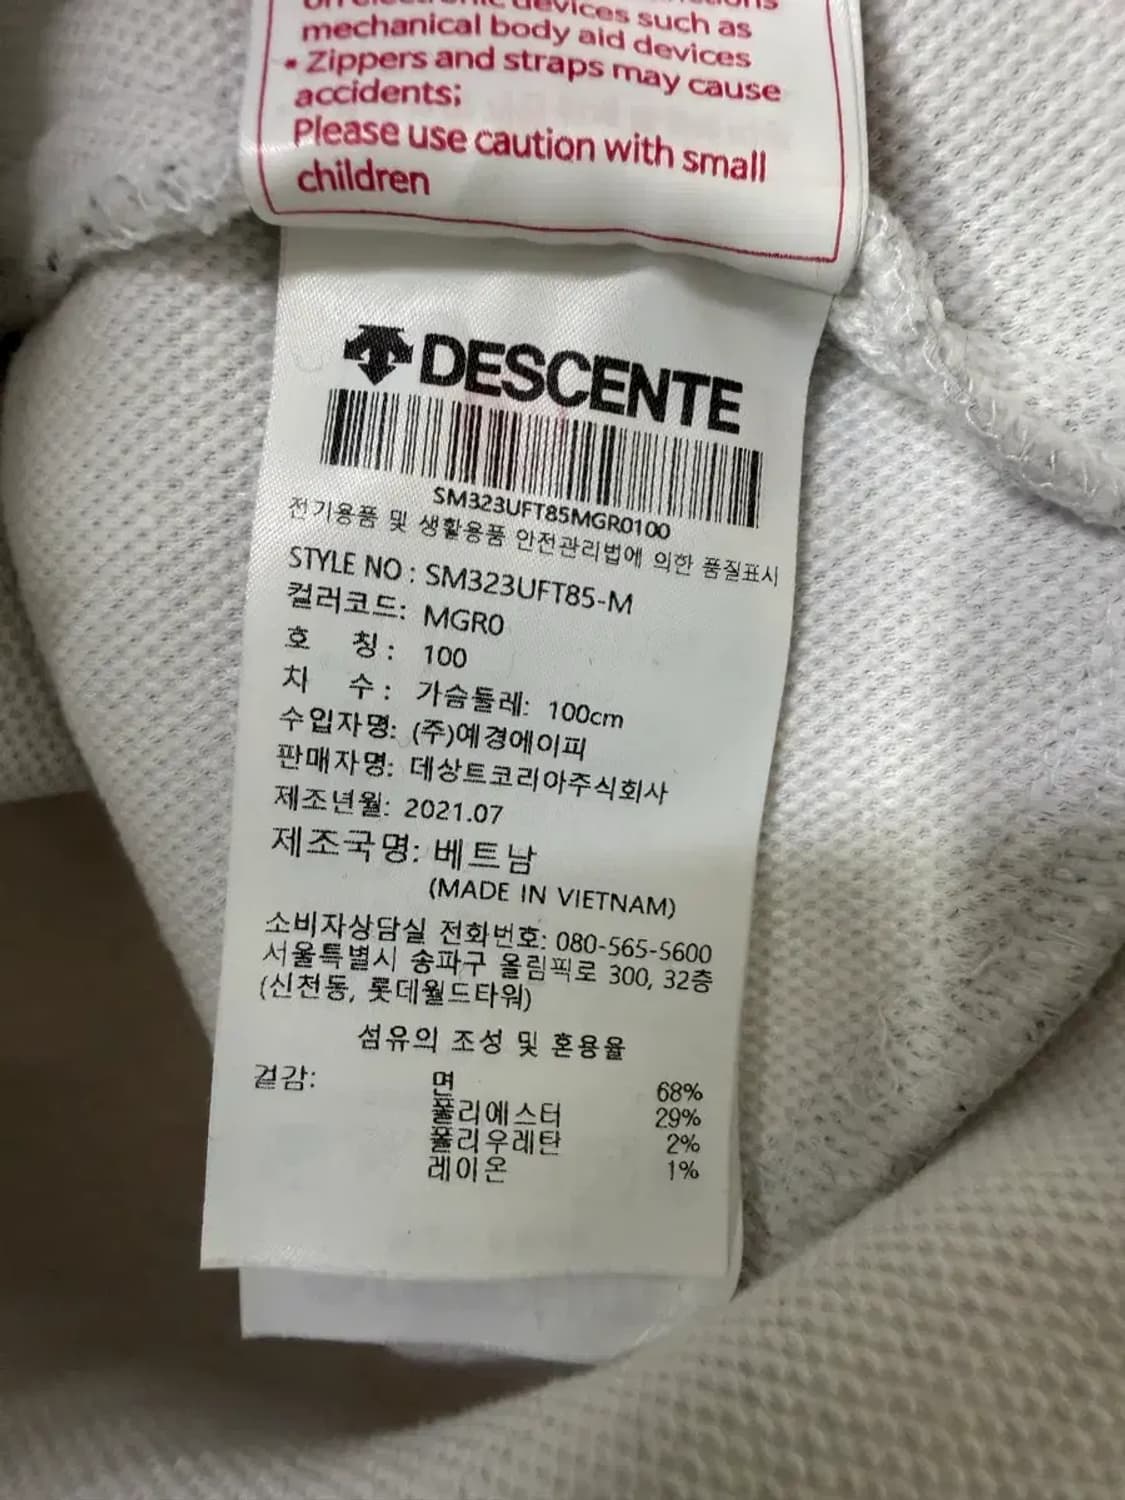 on electronic devices such as
mechanical body aid devices
• Zippers and straps may cause
accidents;
Please use caution with small
children
DESCENTE
SM323UFT85MGR0100
전기용품 및 생활용품 안전관리법에 의한 품질표시
STYLE NO : SM323UFT85-M
컬러코드: MGR0
호 칭: 100
치 수: 가슴둘레: 100cm
수입자명: (주)예경에이피
판매자명: 데상트코리아주식회사
제조년월: 2021.07
제조국명: 베트남
(MADE IN VIETNAM)
소비자상담실 전화번호: 080-565-5600
서울특별시 송파구 올림픽로 300, 32층
(신천동, 롯데월드타워)
섬유의 조성 및 혼용율
겉감: 면 68%
폴리에스터 29%
폴리우레탄 2%
레이온 1%